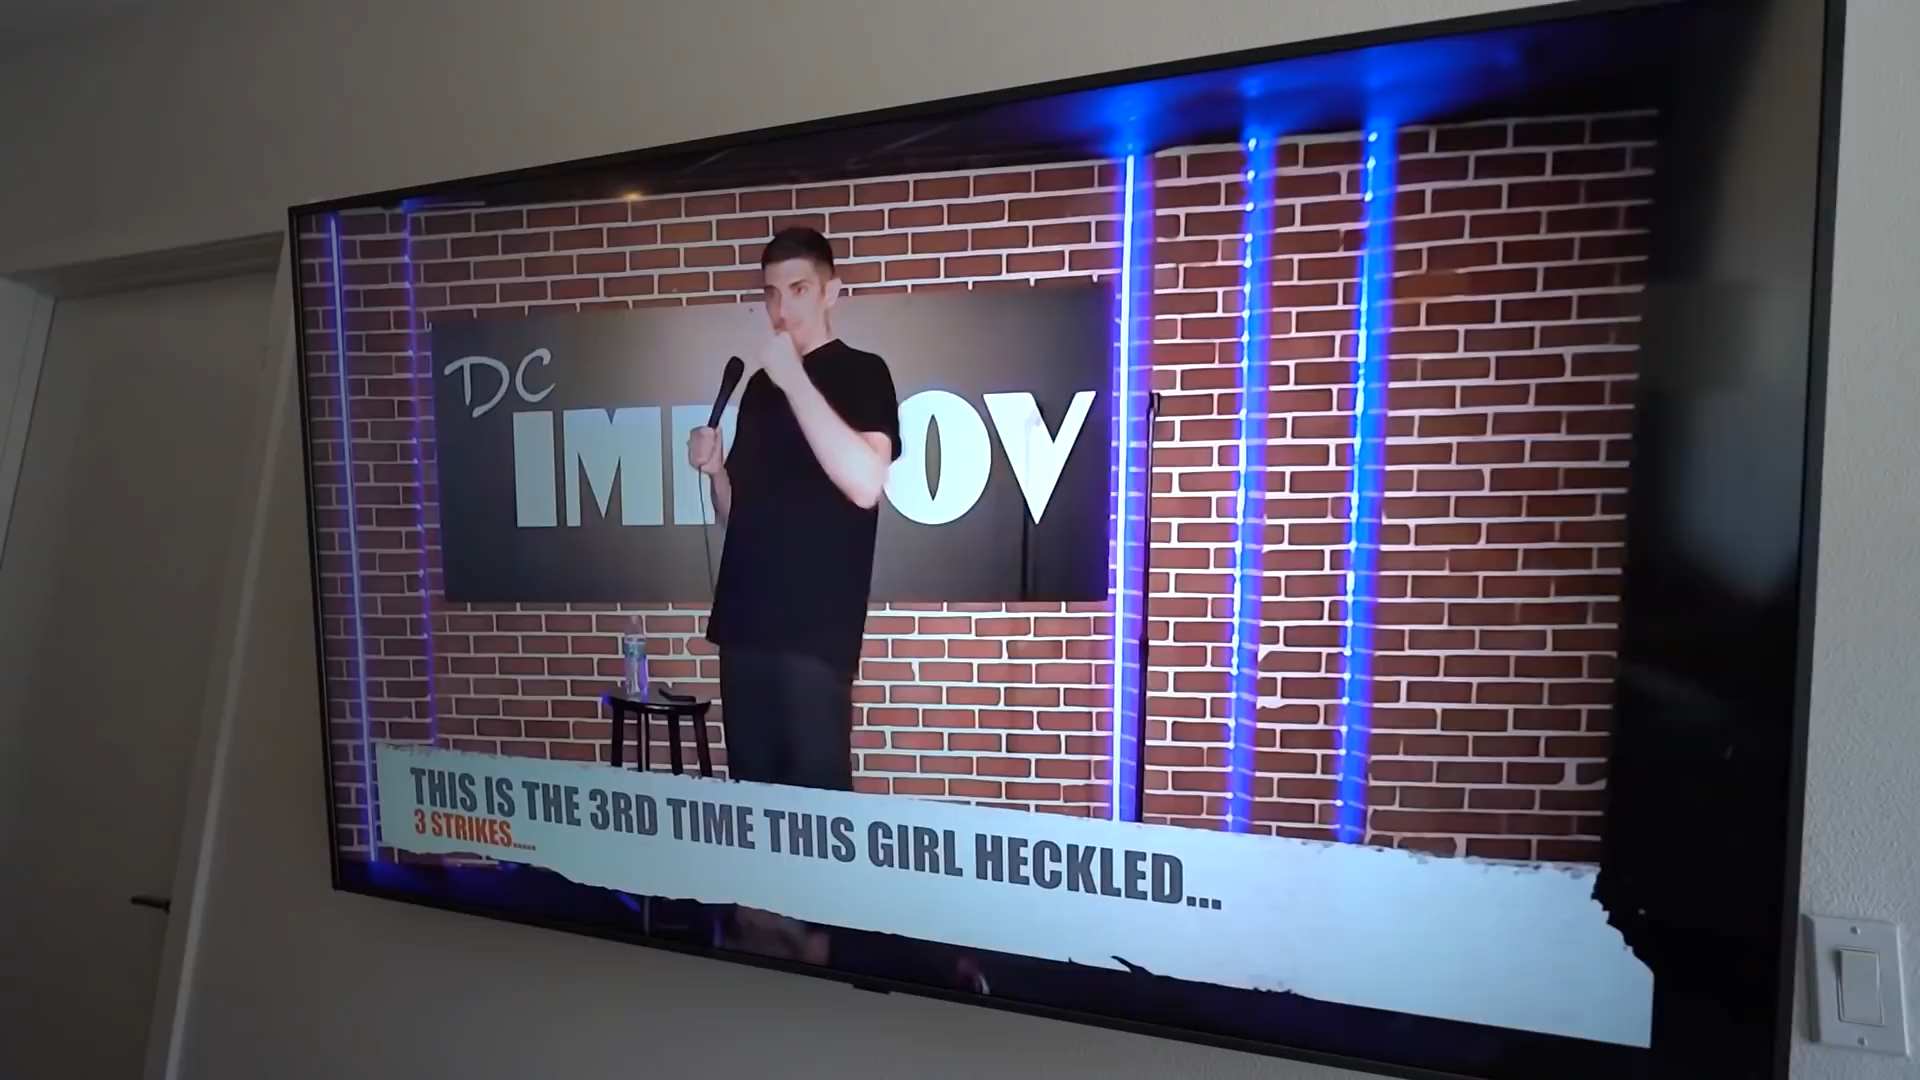 DC
IMPROV
THIS IS THE 3RD TIME THIS GIRL HECKLED...
3 STRIKES.....